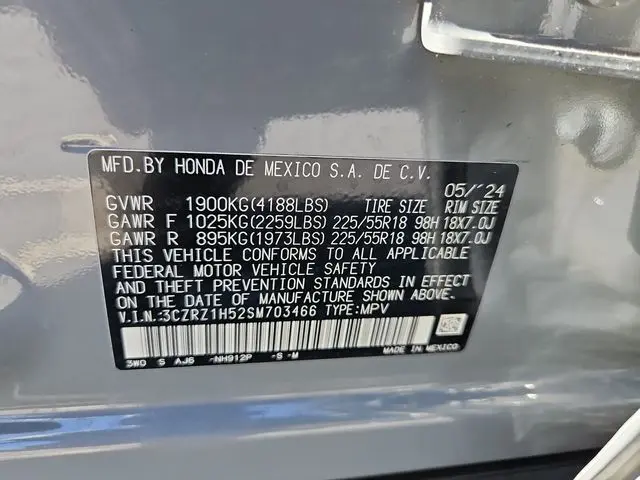 MFD.BY HONDA DE MEXICO S.A. DE C.V.
05/´24
GVWR 1900KG(4188LBS) TIRE SIZE RIM SIZE
GAWR F 1025KG(2259LBS) 225/55R18 98H 18X7.0J
GAWR R 895KG(1973LBS) 225/55R18 98H 18X7.0J
THIS VEHICLE CONFORMS TO ALL APPLICABLE
FEDERAL MOTOR VEHICLE SAFETY
AND THEFT PREVENTION STANDARDS IN EFFECT
ON THE DATE OF MANUFACTURE SHOWN ABOVE.
V.I.N.:3CZRZ1H52SM703466 TYPE:MPV
3WO S AJ6 -NH912P -S -M MADE IN MEXICO